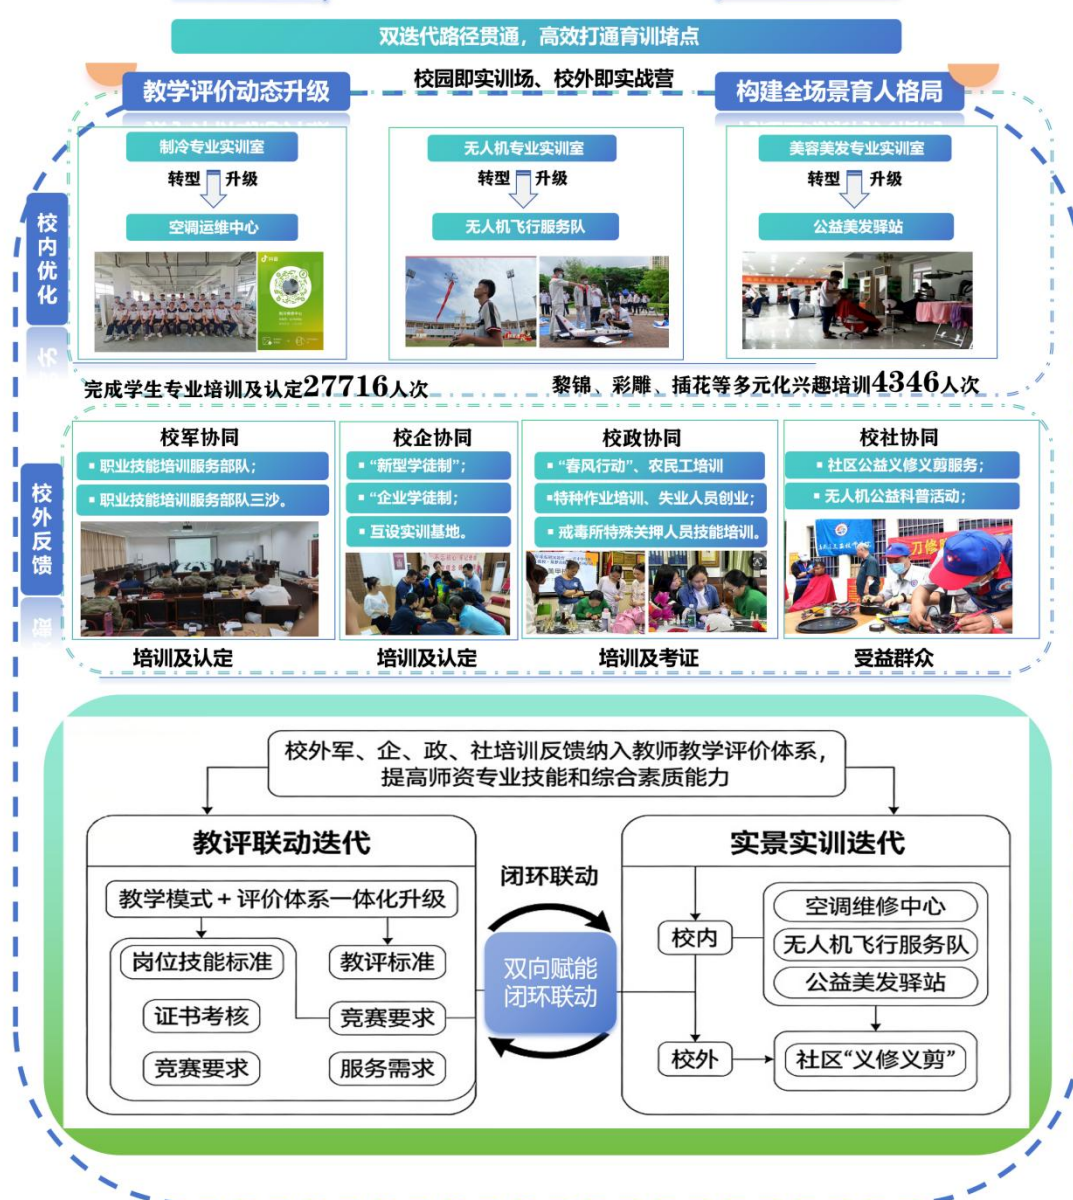 双迭代路径贯通，高效打通育训堵点
教学评价动态升级
校园即实训场、校外即实战营
构建全场景育人格局
校内优化
制冷专业实训室
转型 升级
空调运维中心
无人机专业实训室
转型 升级
无人机飞行服务队
美容美发专业实训室
转型 升级
公益美发驿站
抖音
完成学生专业培训及认定27716人次
黎锦、彩雕、插花等多元化兴趣培训4346人次
校外反馈
校军协同
▪ 职业技能培训服务部队；
▪ 职业技能培训服务部队三沙。
培训及认定
校企协同
▪ “新型学徒制”；
▪ “企业学徒制；
▪ 互设实训基地。
培训及认定
校政协同
▪ “春风行动”、农民工培训
▪特种作业培训、失业人员创业；
▪ 戒毒所特殊关押人员技能培训。
培训及考证
校社协同
▪ 社区公益义修义剪服务；
▪ 无人机公益科普活动；
受益群众
校外军、企、政、社培训反馈纳入教师教学评价体系，
提高师资专业技能和综合素质能力
教评联动迭代
教学模式＋评价体系一体化升级
岗位技能标准
教评标准
证书考核
竞赛要求
竞赛要求
服务需求
闭环联动
双向赋能
闭环联动
实景实训迭代
校内
空调维修中心
无人机飞行服务队
公益美发驿站
校外
社区“义修义剪”